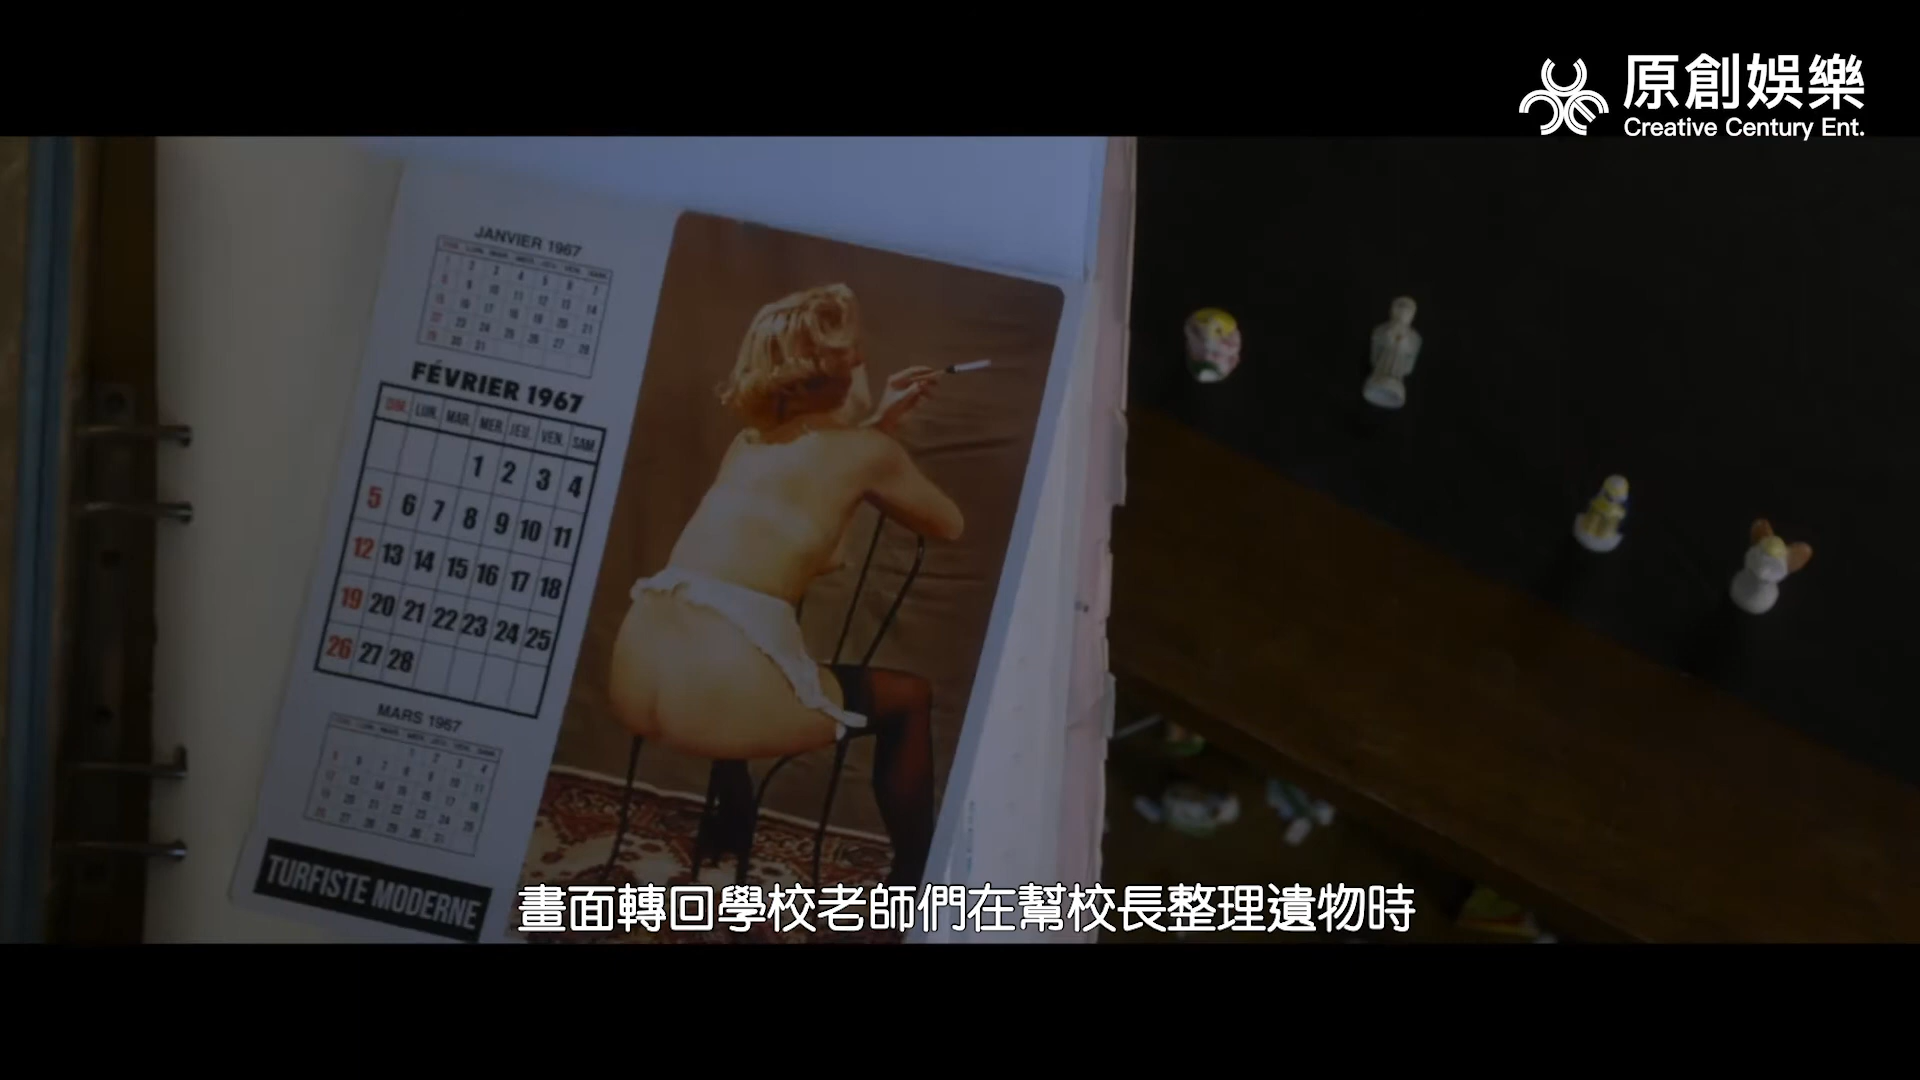 原創娛樂
Creative Century Ent.
JANVIER 1967
FÉVRIER 1967
DIM. LUN. MAR. MER. JEU. VEN. SAM.
1 2 3 4
5 6 7 8 9 10 11
12 13 14 15 16 17 18
19 20 21 22 23 24 25
26 27 28
MARS 1967
TURFISTE MODERNE
畫面轉回學校老師們在幫校長整理遺物時